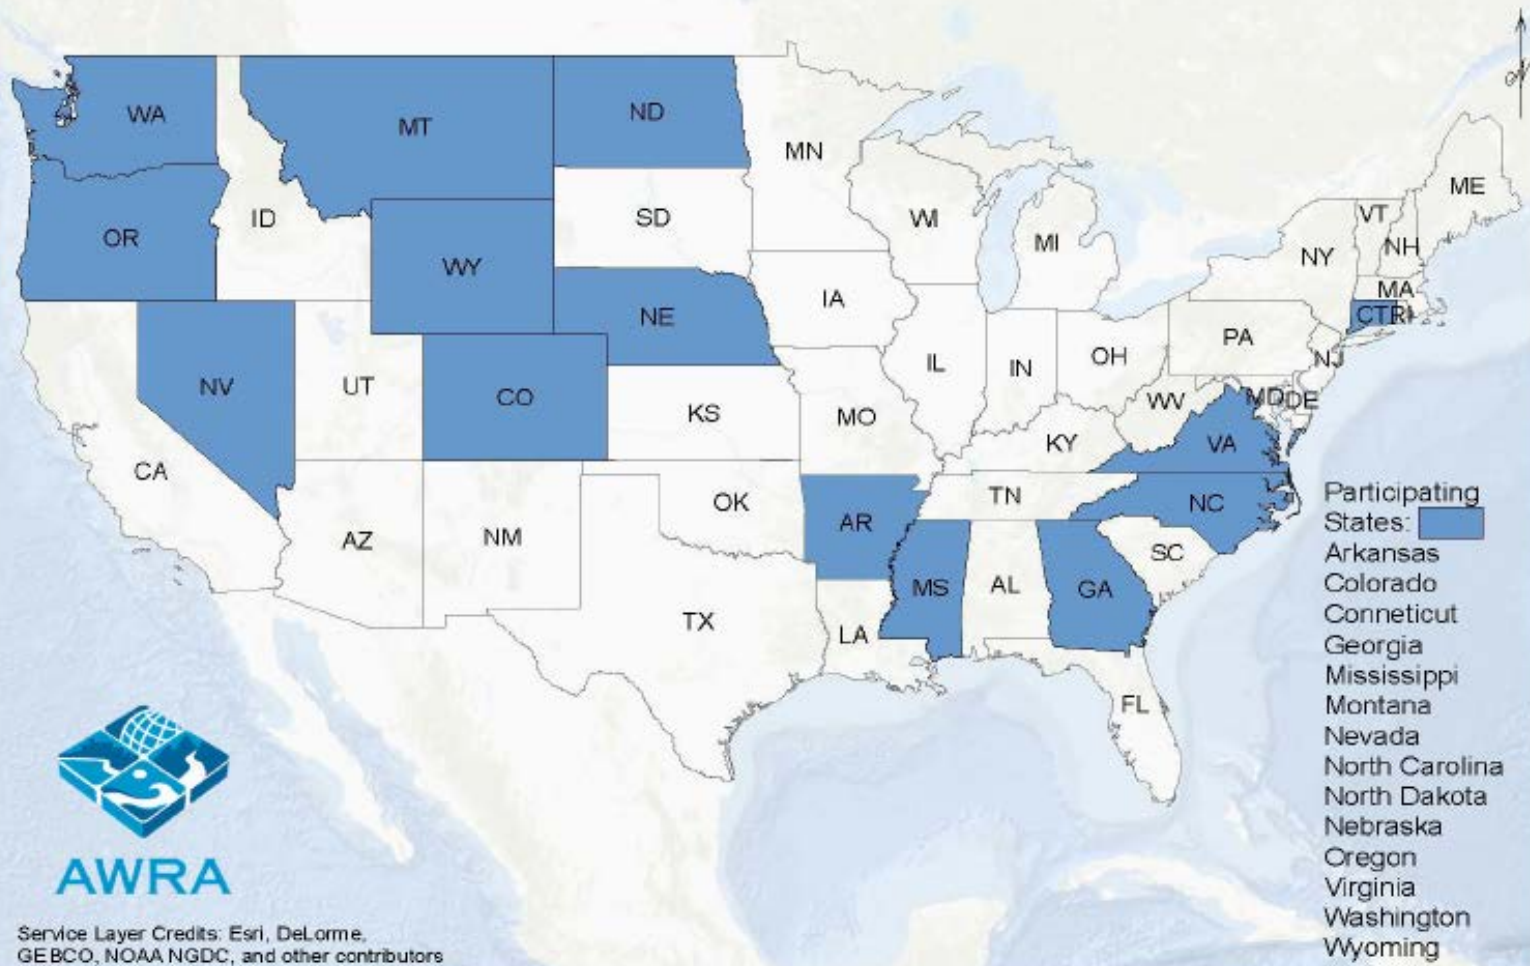 WA
MT
ND
MN
ME
OR
ID
SD
WI
MI
VT
NH
NY
WY
MA
IA
NE
CT
RI
PA
NV
UT
CO
IL
IN
OH
NJ
KS
MO
WV
MD
DE
KY
VA
CA
OK
TN
NC
AZ
NM
AR
SC
MS
AL
GA
TX
LA
FL
Participating
States:
Arkansas
Colorado
Conneticut
Georgia
Mississippi
Montana
Nevada
North Carolina
North Dakota
Nebraska
Oregon
Virginia
Washington
Wyoming
AWRA
Service Layer Credits: Esri, DeLorme,
GEBCO, NOAA NGDC, and other contributors